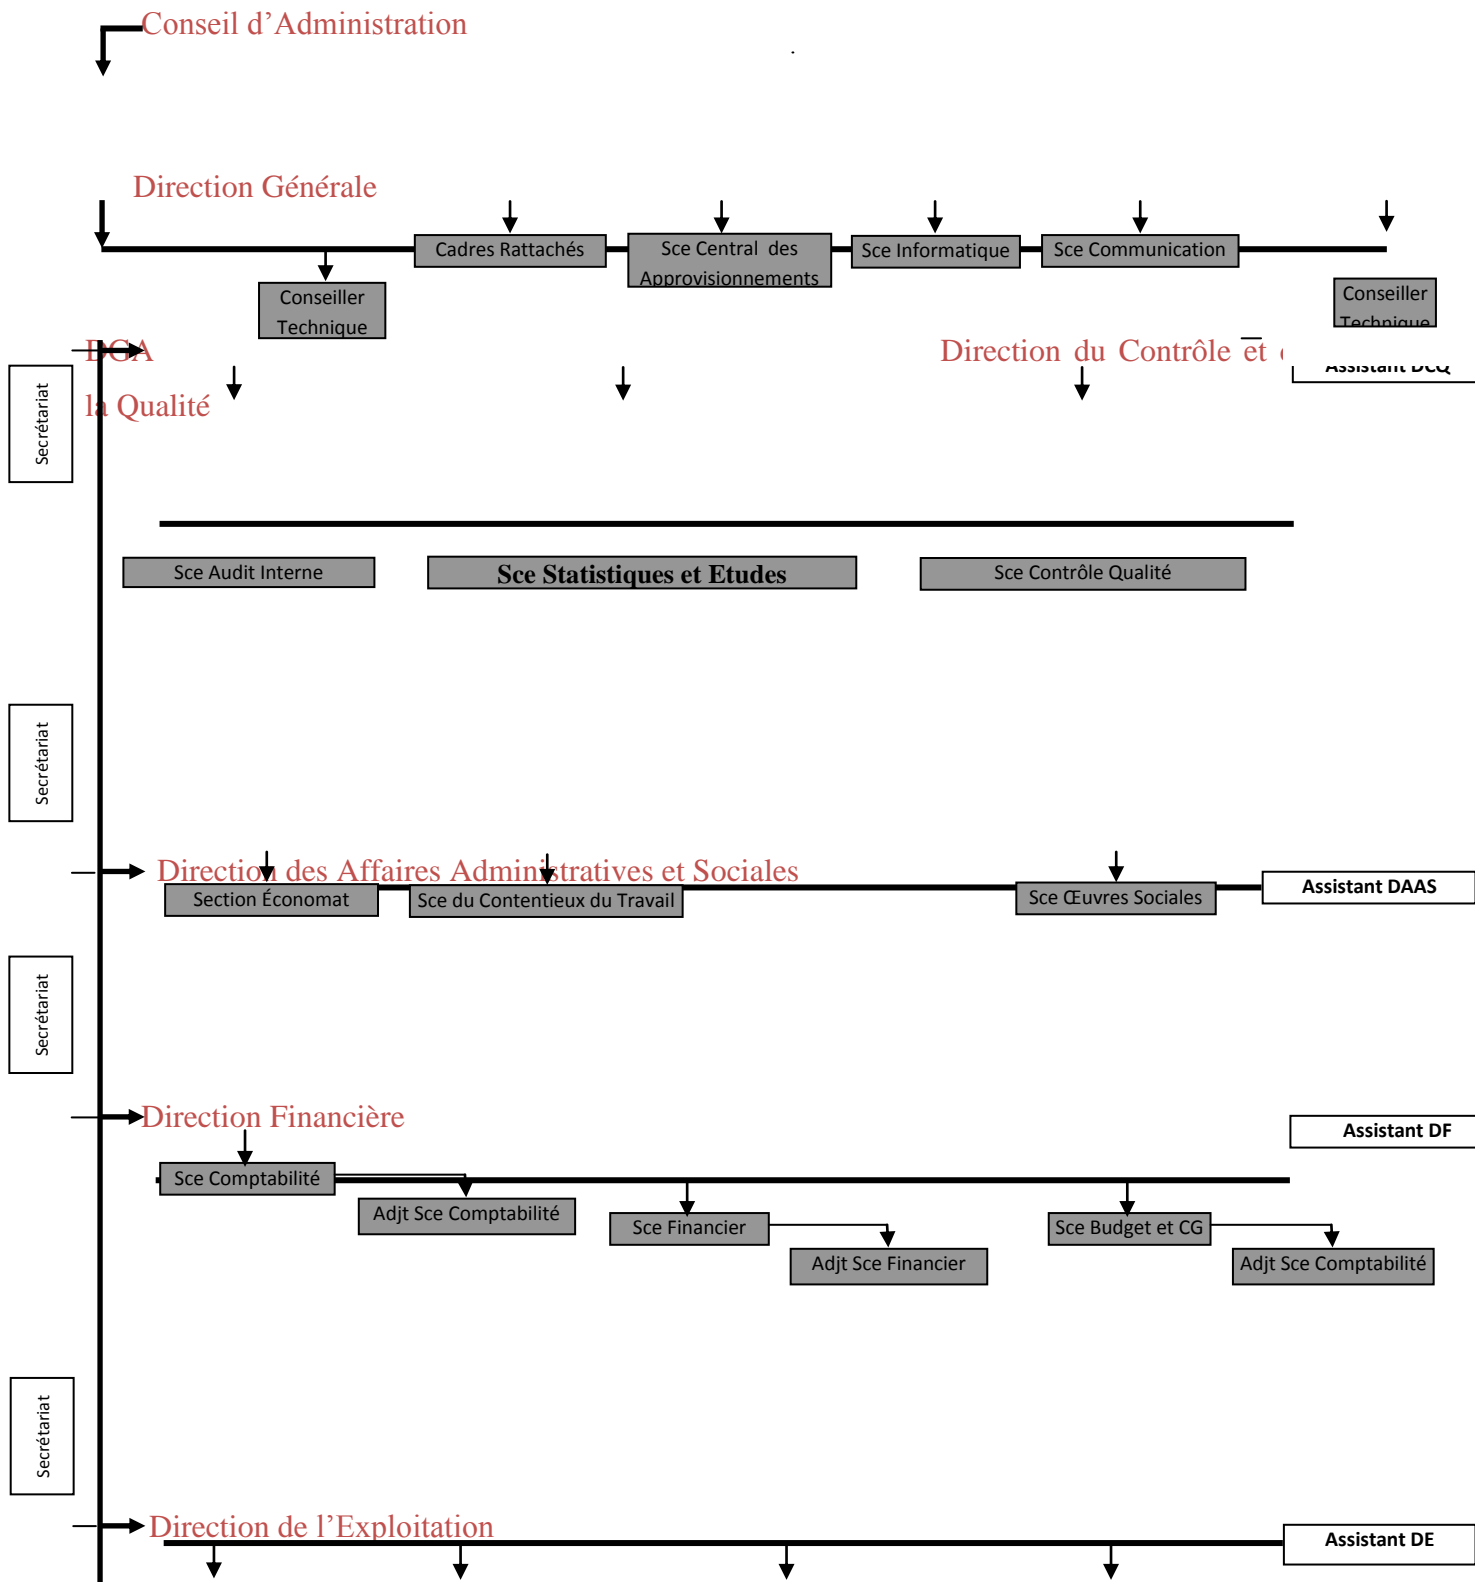 Conseil d’Administration
Direction Générale
Cadres Rattachés
Sce Central des
Approvisionnements
Sce Informatique
Sce Communication
Conseiller
Technique
Conseiller
Technique
DGA
Direction du Contrôle et
Assistant DCQ
la Qualité
Secrétariat
Sce Audit Interne
Sce Statistiques et Etudes
Sce Contrôle Qualité
Secrétariat
Direction des Affaires Administratives et Sociales
Section Économat
Sce du Contentieux du Travail
Sce Œuvres Sociales
Assistant DAAS
Secrétariat
Direction Financière
Assistant DF
Sce Comptabilité
Adjt Sce Comptabilité
Sce Financier
Adjt Sce Financier
Sce Budget et CG
Adjt Sce Comptabilité
Secrétariat
Direction de l’Exploitation
Assistant DE